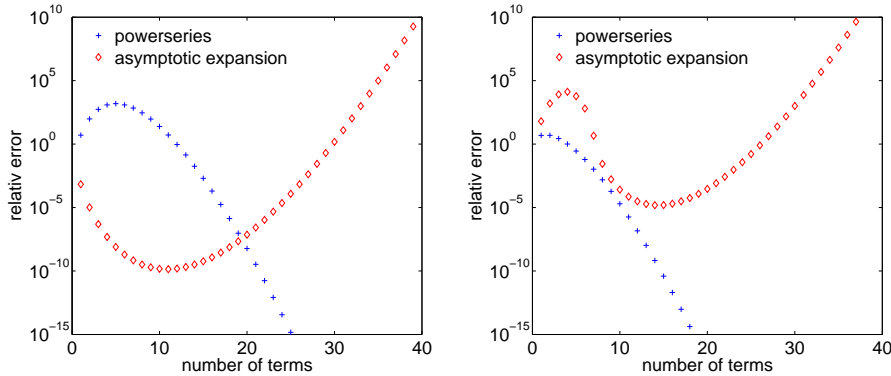 10^10
10^5
10^0
10^-5
10^-10
10^-15
relativ error
powerseries
asymptotic expansion
0
10
20
30
40
number of terms
10^10
10^5
10^0
10^-5
10^-10
10^-15
relativ error
powerseries
asymptotic expansion
0
10
20
30
40
number of terms